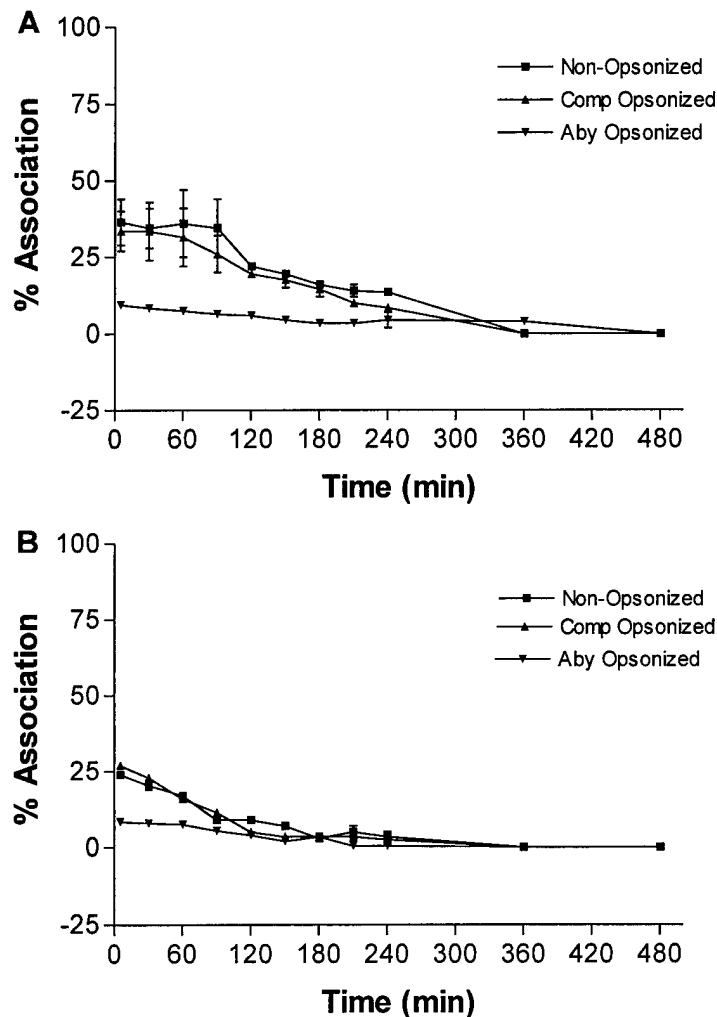 A
100
75
50
25
0
-25
% Association
Non-Opsonized
Comp Opsonized
Aby Opsonized
0 60 120 180 240 300 360 420 480
Time (min)
B
100
75
50
25
0
-25
% Association
Non-Opsonized
Comp Opsonized
Aby Opsonized
0 60 120 180 240 300 360 420 480
Time (min)